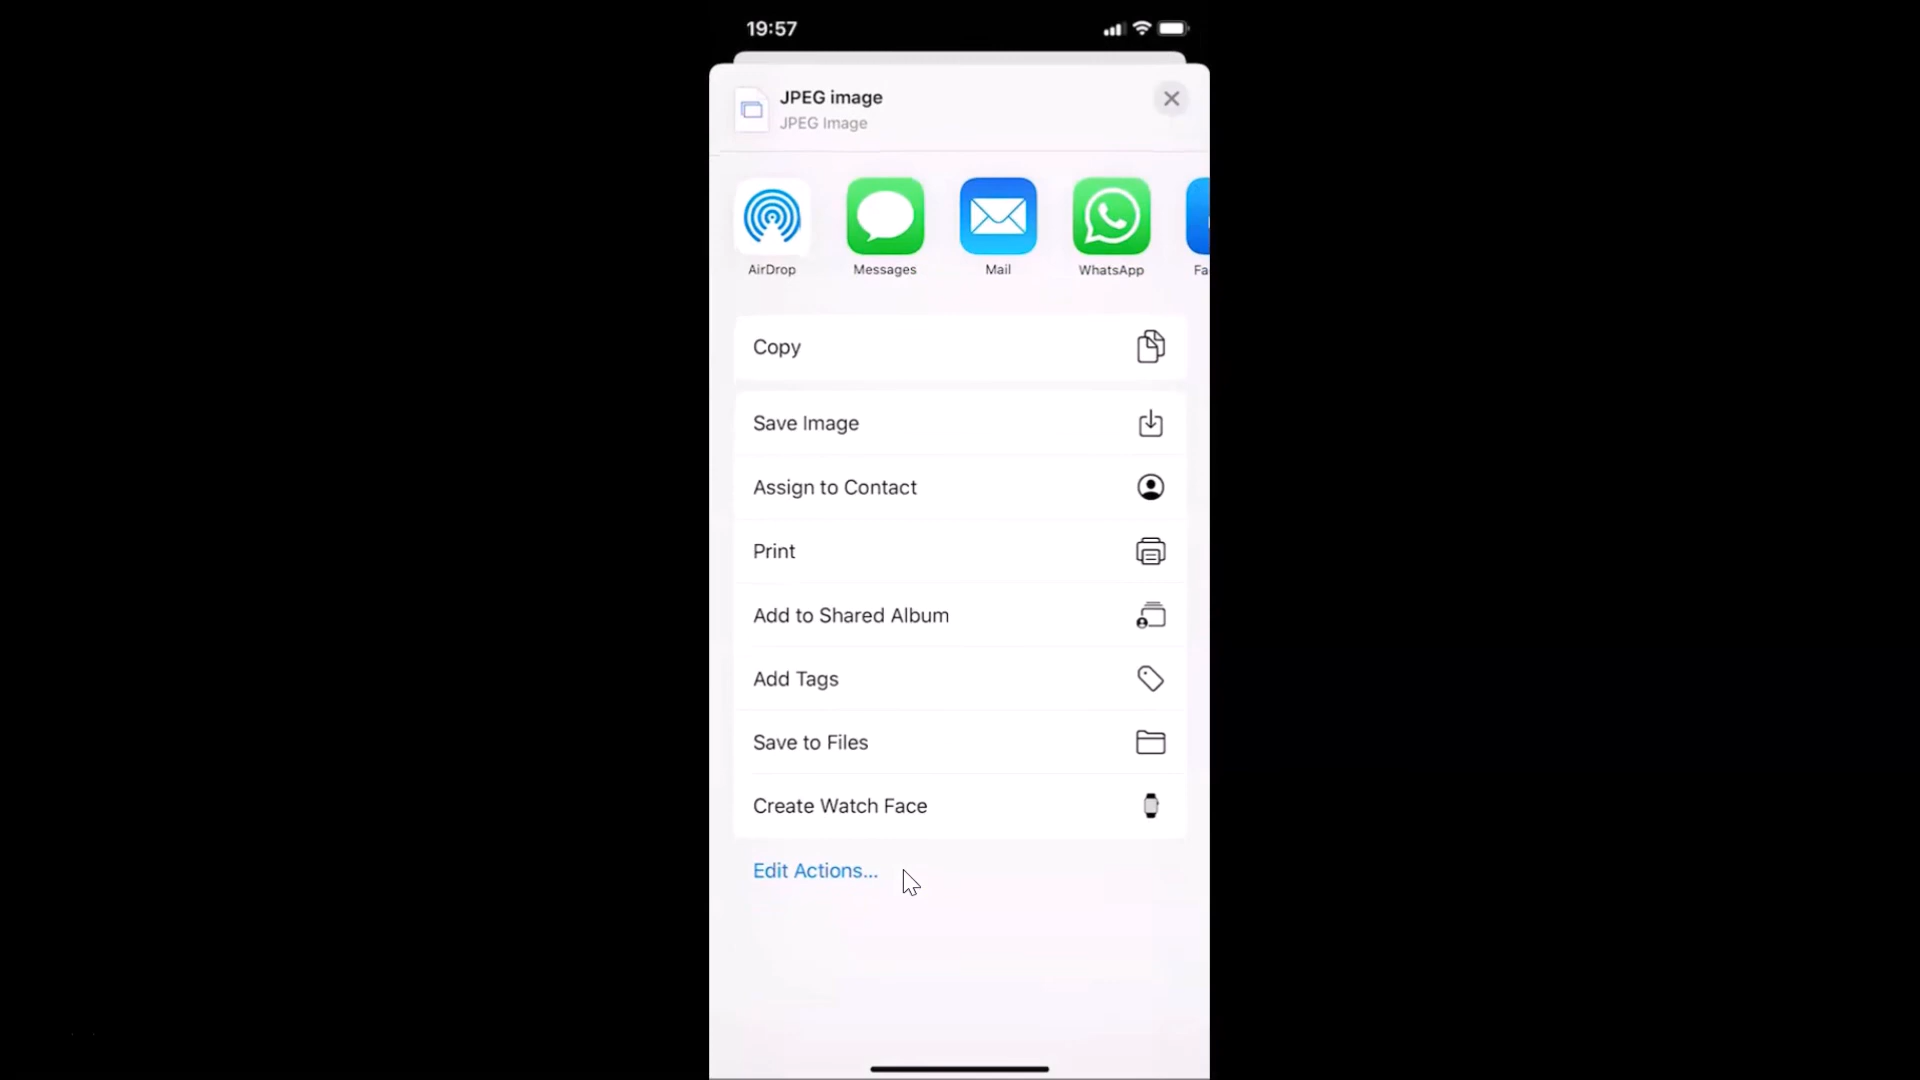 19:57
JPEG image
JPEG Image
AirDrop
Messages
Mail
WhatsApp
Fa
Copy
Save Image
Assign to Contact
Print
Add to Shared Album
Add Tags
Save to Files
Create Watch Face
Edit Actions...